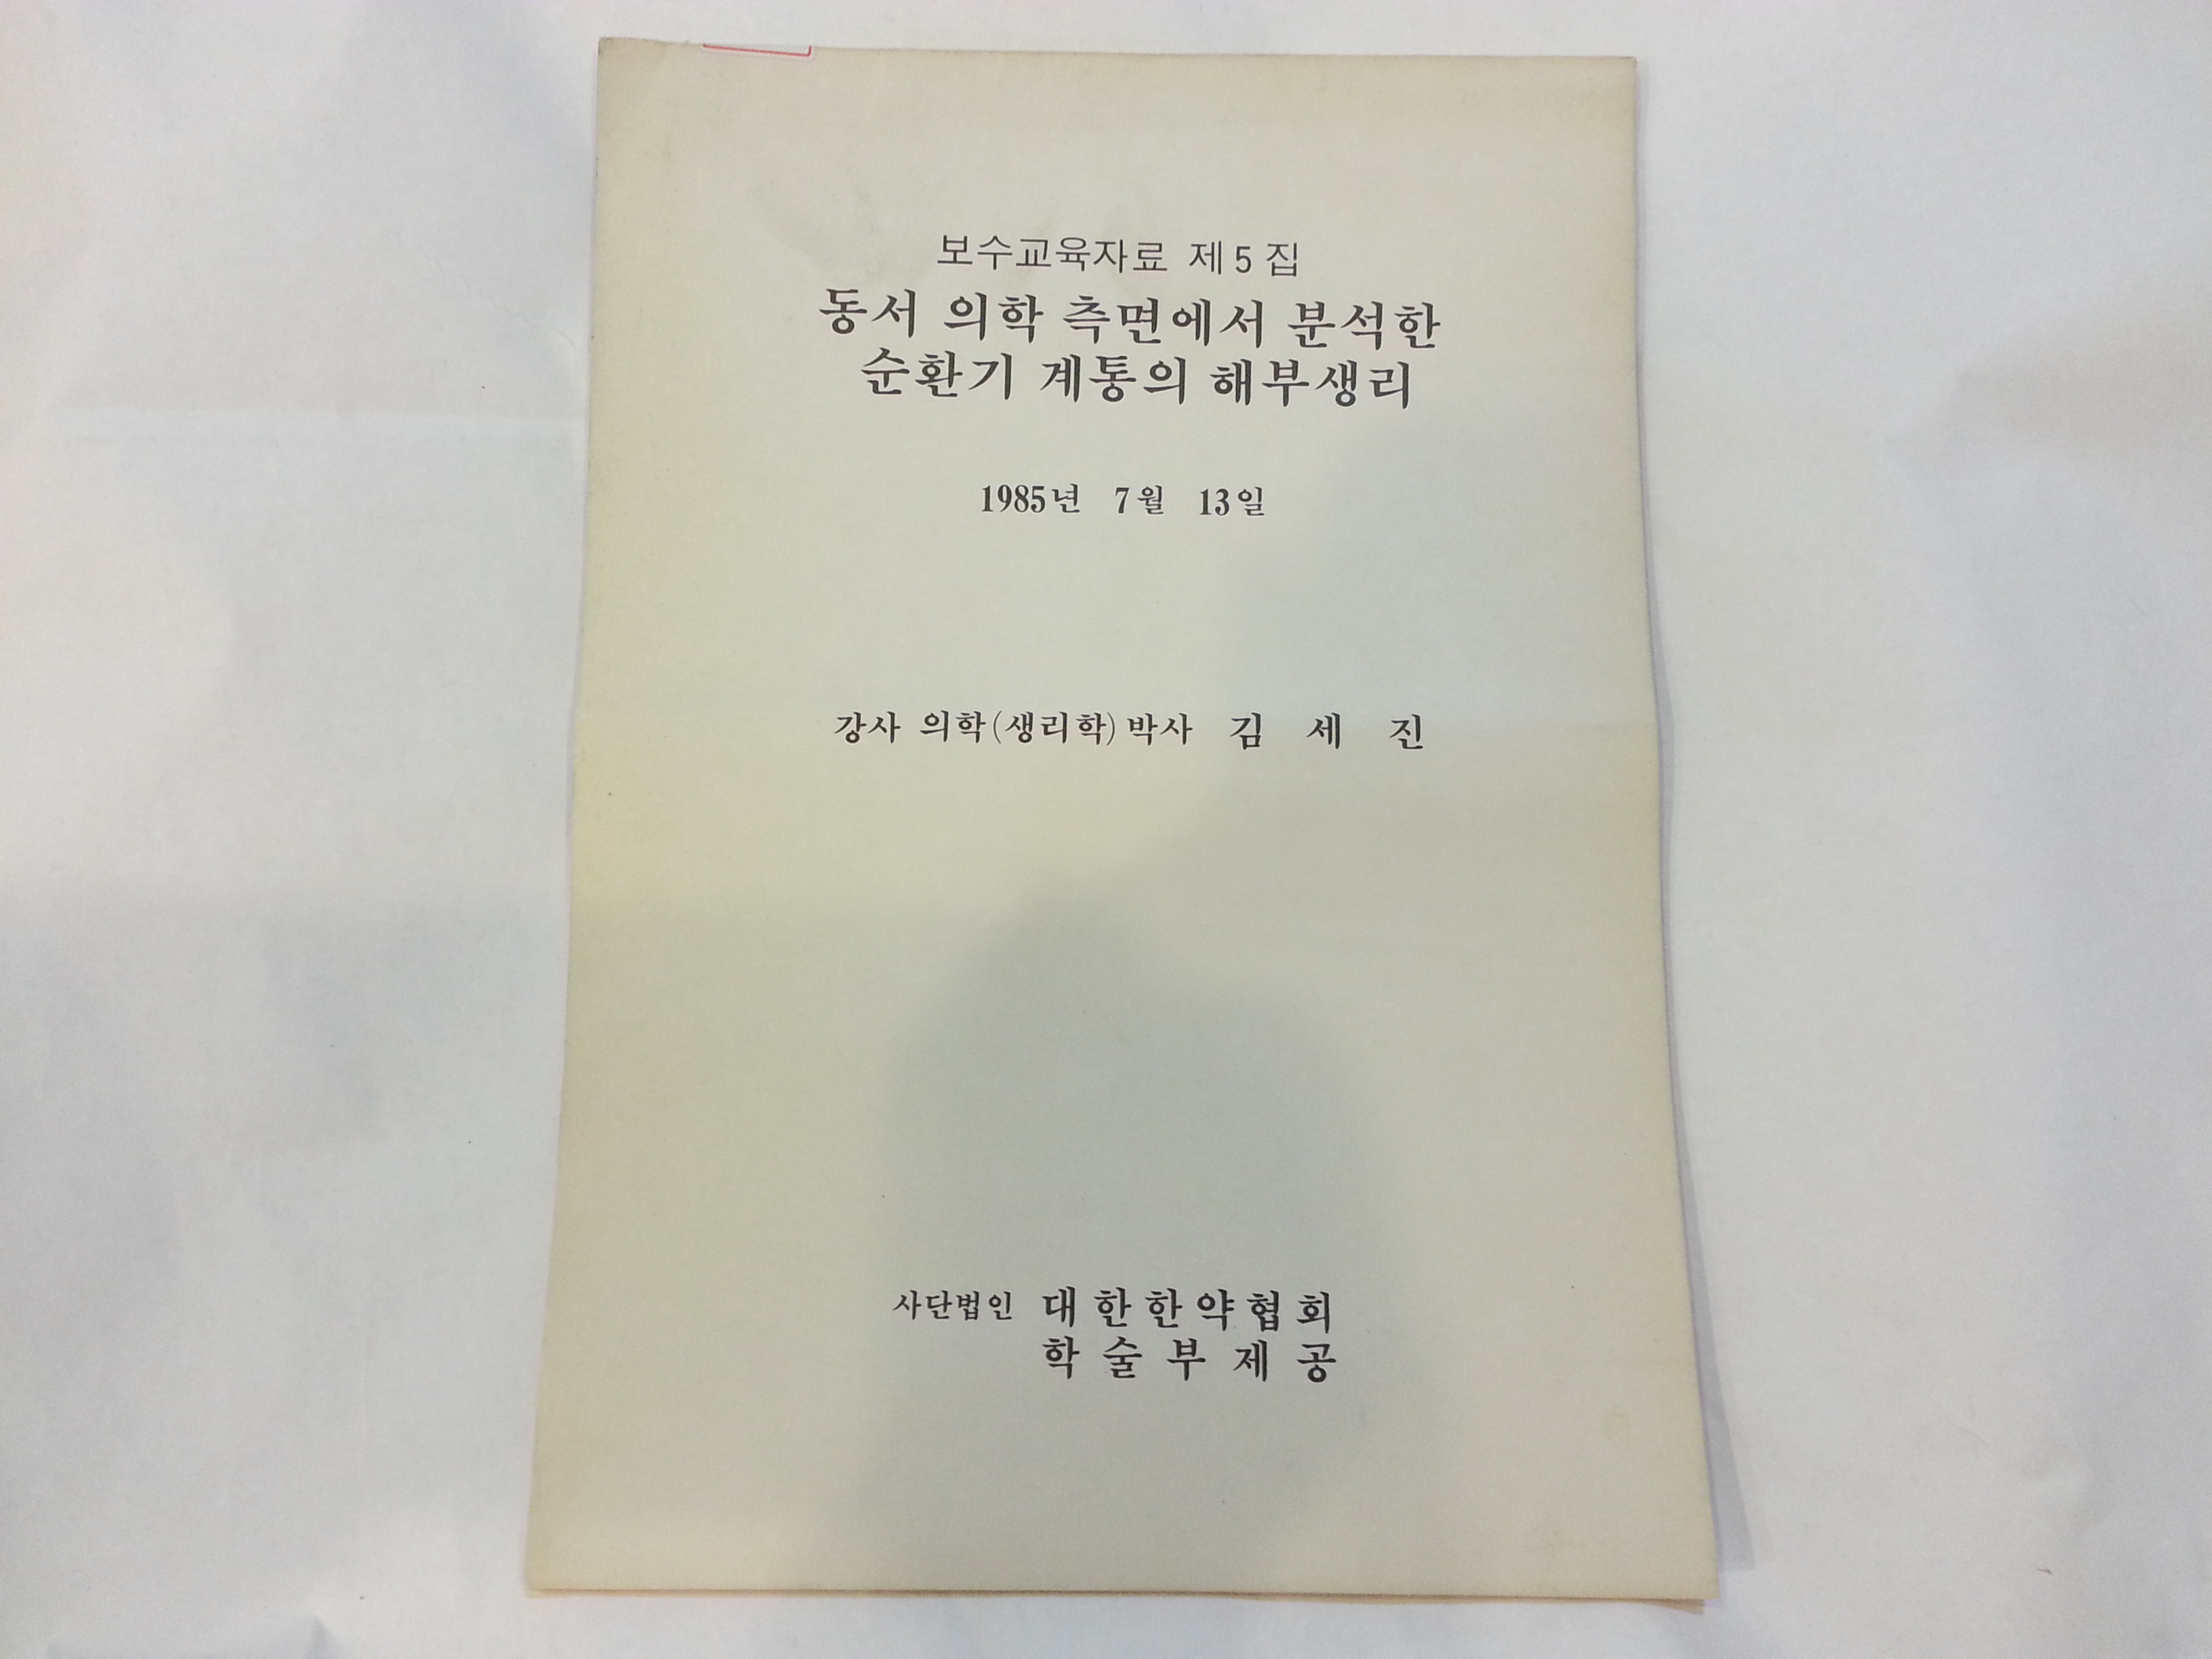 보수교육자료 제5집
동서 의학 측면에서 분석한
순환기 계통의 해부생리
1985년 7월 13일
강사 의학(생리학)박사 김 세 진
사단법인 대한한약협회
학 술 부 제 공